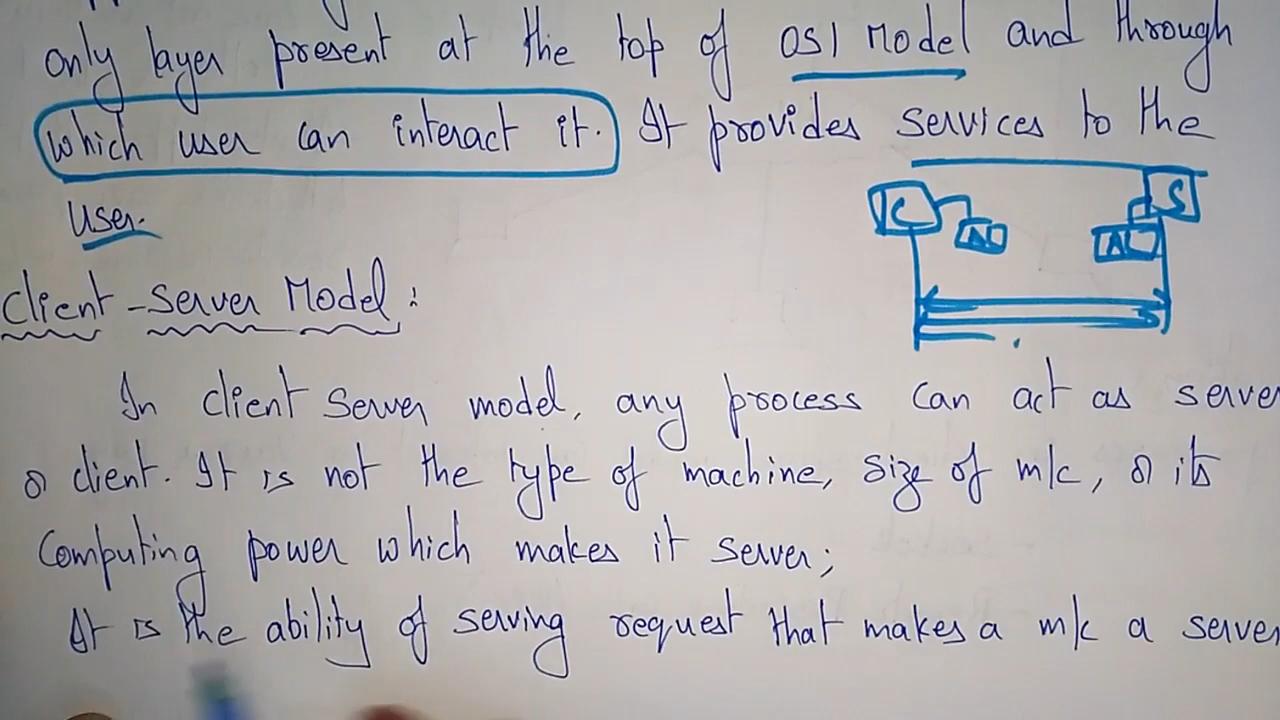 only layer present at the top of OSI Model and through
which user can interact it. It provides services to the
user.
C S
AL AL
Client-Server Model:
In client server model, any process can act as server
or client. It is not the type of machine, size of m/c, or its
Computing power which makes it server;
It is the ability of serving request that makes a m/c a server